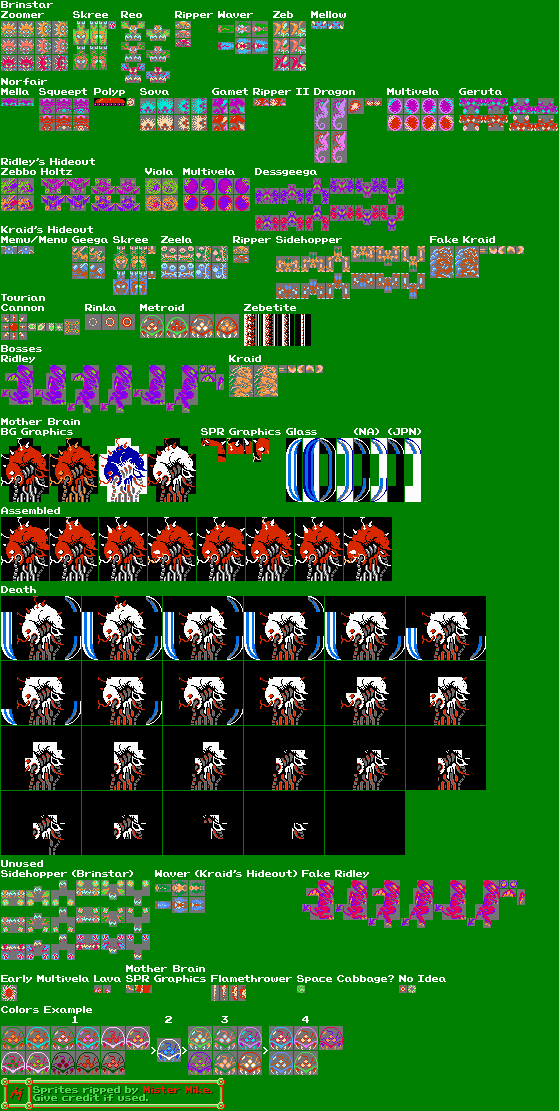 Brinstar
Zoomer Skree Reo Ripper Waver Zeb Mellow
Norfair
Mella Squeept Polyp Sova Gamet Ripper II Dragon Multivela Geruta
Ridley's Hideout
Zebbo Holtz Viola Multivela Dessgeega
Kraid's Hideout
Memu/Menu Geega Skree Zeela Ripper Sidehopper Fake Kraid
Tourian
Cannon Rinka Metroid Zebetite
Bosses
Ridley Kraid
Mother Brain
BG Graphics SPR Graphics Glass (NA) (JPN)
Assembled
Death
Unused
Sidehopper (Brinstar) Waver (Kraid's Hideout) Fake Ridley
Mother Brain
Early Multivela Lava SPR Graphics Flamethrower Space Cabbage? No Idea
Colors Example
1 2 3 4
> > >
Sprites ripped by Mister Mike.
Give credit if used.